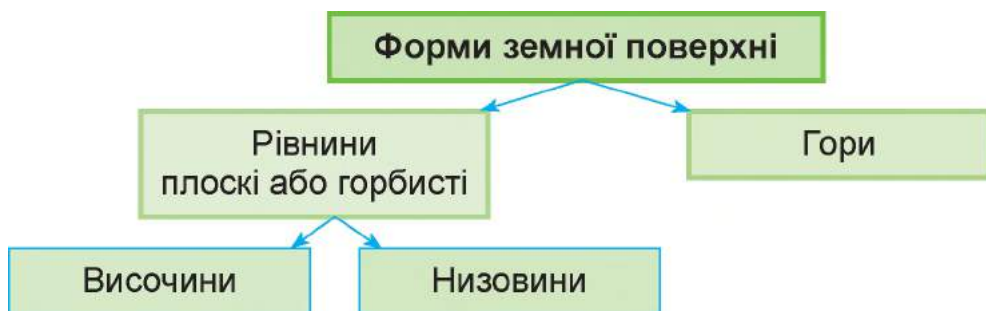 Форми земної поверхні
Рівнини
плоскі або горбисті
Гори
Височини
Низовини